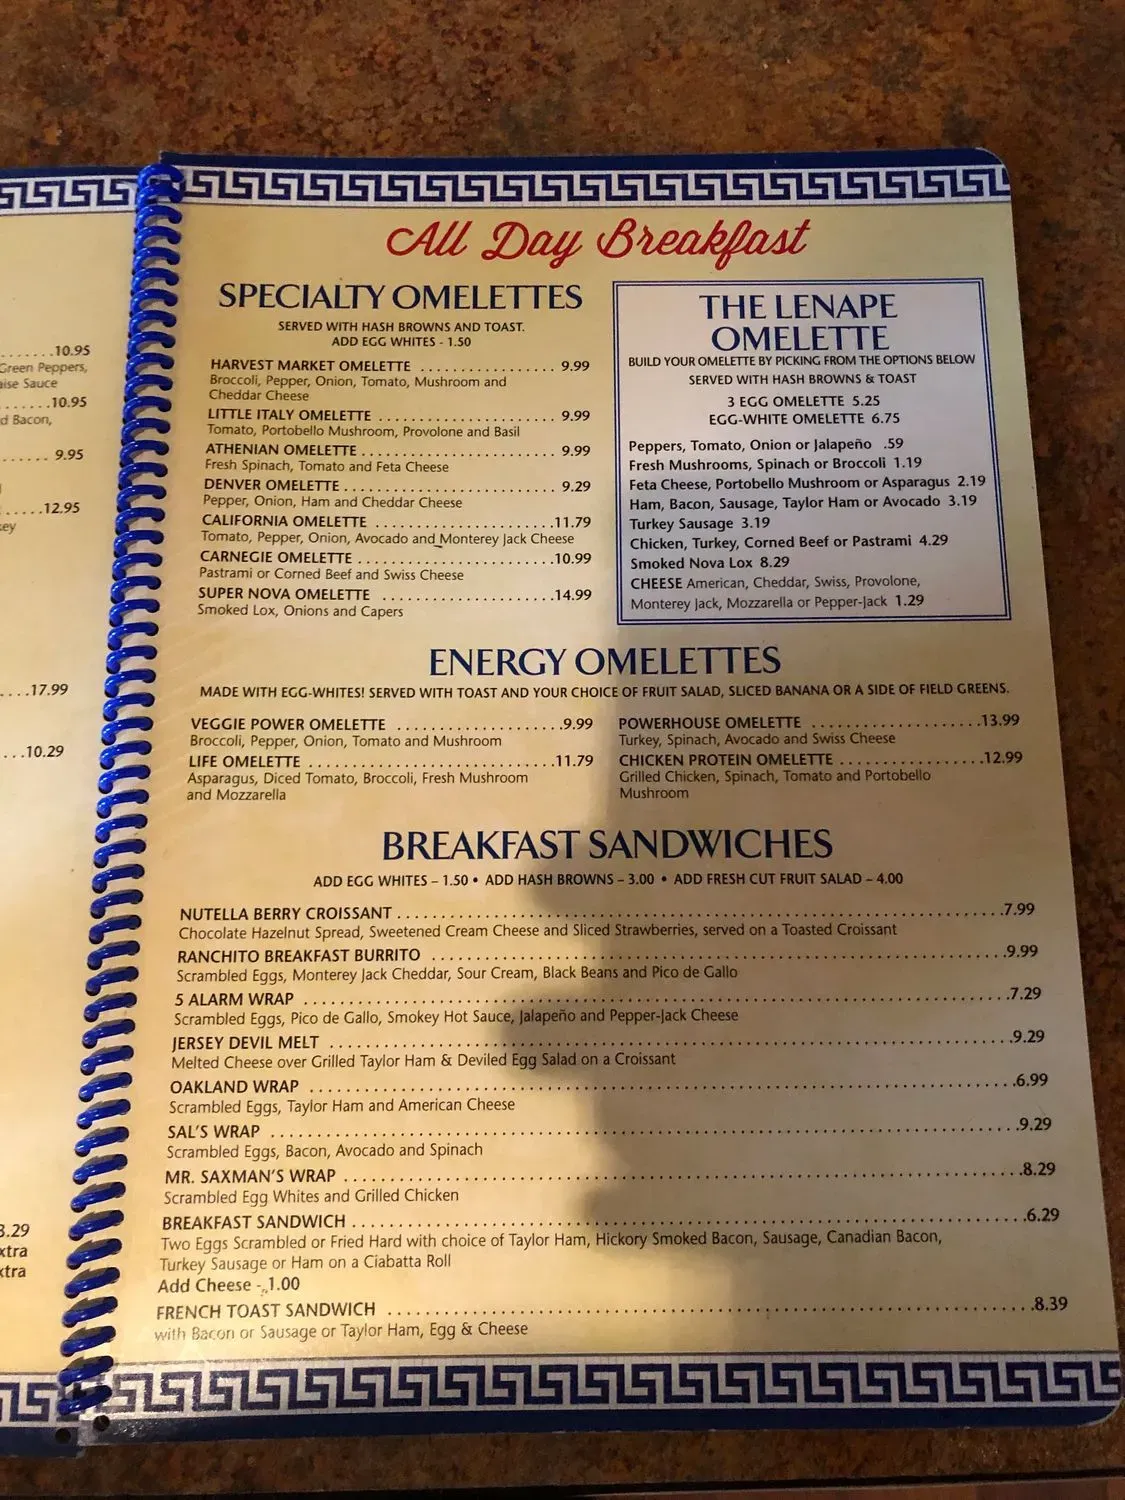 .......10.95
Green Peppers,
aise Sauce
......10.95
d Bacon,
...... 9.95
.....12.95
key
....17.99
...10.29
3.29
xtra
xtra
All Day Breakfast
SPECIALTY OMELETTES
SERVED WITH HASH BROWNS AND TOAST.
ADD EGG WHITES - 1.50
HARVEST MARKET OMELETTE .................. 9.99
Broccoli, Pepper, Onion, Tomato, Mushroom and
Cheddar Cheese
LITTLE ITALY OMELETTE ........................ 9.99
Tomato, Portobello Mushroom, Provolone and Basil
ATHENIAN OMELETTE .......................... 9.99
Fresh Spinach, Tomato and Feta Cheese
DENVER OMELETTE ............................. 9.29
Pepper, Onion, Ham and Cheddar Cheese
CALIFORNIA OMELETTE ........................11.79
Tomato, Pepper, Onion, Avocado and Monterey Jack Cheese
CARNEGIE OMELETTE ..........................10.99
Pastrami or Corned Beef and Swiss Cheese
SUPER NOVA OMELETTE .......................14.99
Smoked Lox, Onions and Capers
THE LENAPE
OMELETTE
BUILD YOUR OMELETTE BY PICKING FROM THE OPTIONS BELOW
SERVED WITH HASH BROWNS & TOAST
3 EGG OMELETTE 5.25
EGG-WHITE OMELETTE 6.75
Peppers, Tomato, Onion or Jalapeño .59
Fresh Mushrooms, Spinach or Broccoli 1.19
Feta Cheese, Portobello Mushroom or Asparagus 2.19
Ham, Bacon, Sausage, Taylor Ham or Avocado 3.19
Turkey Sausage 3.19
Chicken, Turkey, Corned Beef or Pastrami 4.29
Smoked Nova Lox 8.29
CHEESE American, Cheddar, Swiss, Provolone,
Monterey Jack, Mozzarella or Pepper-Jack 1.29
ENERGY OMELETTES
MADE WITH EGG-WHITES! SERVED WITH TOAST AND YOUR CHOICE OF FRUIT SALAD, SLICED BANANA OR A SIDE OF FIELD GREENS.
VEGGIE POWER OMELETTE ......................9.99
Broccoli, Pepper, Onion, Tomato and Mushroom
LIFE OMELETTE .................................11.79
Asparagus, Diced Tomato, Broccoli, Fresh Mushroom
and Mozzarella
POWERHOUSE OMELETTE ......................13.99
Turkey, Spinach, Avocado and Swiss Cheese
CHICKEN PROTEIN OMELETTE ..................12.99
Grilled Chicken, Spinach, Tomato and Portobello
Mushroom
BREAKFAST SANDWICHES
ADD EGG WHITES – 1.50 • ADD HASH BROWNS – 3.00 • ADD FRESH CUT FRUIT SALAD – 4.00
NUTELLA BERRY CROISSANT ........................................................................7.99
Chocolate Hazelnut Spread, Sweetened Cream Cheese and Sliced Strawberries, served on a Toasted Croissant
RANCHITO BREAKFAST BURRITO ....................................................................9.99
Scrambled Eggs, Monterey Jack Cheddar, Sour Cream, Black Beans and Pico de Gallo
5 ALARM WRAP ......................................................................................7.29
Scrambled Eggs, Pico de Gallo, Smokey Hot Sauce, Jalapeño and Pepper-Jack Cheese
JERSEY DEVIL MELT ..................................................................................9.29
Melted Cheese over Grilled Taylor Ham & Deviled Egg Salad on a Croissant
OAKLAND WRAP .....................................................................................6.99
Scrambled Eggs, Taylor Ham and American Cheese
SAL'S WRAP ..........................................................................................9.29
Scrambled Eggs, Bacon, Avocado and Spinach
MR. SAXMAN'S WRAP ................................................................................8.29
Scrambled Egg Whites and Grilled Chicken
BREAKFAST SANDWICH ..............................................................................6.29
Two Eggs Scrambled or Fried Hard with choice of Taylor Ham, Hickory Smoked Bacon, Sausage, Canadian Bacon,
Turkey Sausage or Ham on a Ciabatta Roll
Add Cheese - 1.00
FRENCH TOAST SANDWICH ...........................................................................8.39
with Bacon or Sausage or Taylor Ham, Egg & Cheese